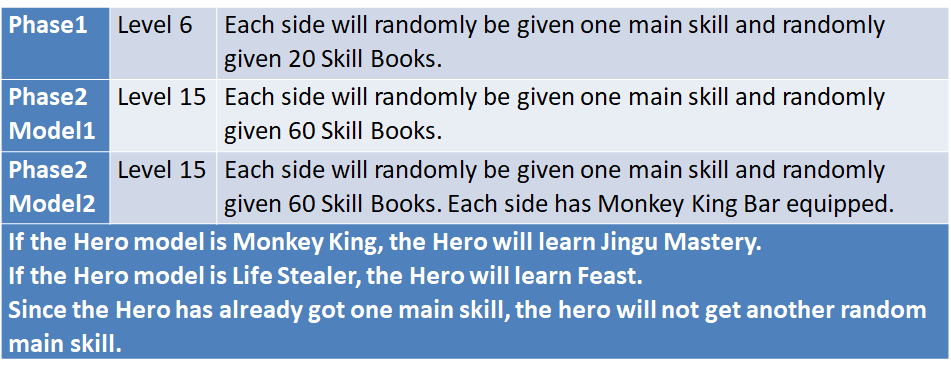 Phase1 Level 6 Each side will randomly be given one main skill and randomly
given 20 Skill Books.
Phase2 Level 15 Each side will randomly be given one main skill and randomly
Model1 given 60 Skill Books.
Phase2 Level 15 Each side will randomly be given one main skill and randomly
Model2 given 60 Skill Books. Each side has Monkey King Bar equipped.
If the Hero model is Monkey King, the Hero will learn Jingu Mastery.
If the Hero model is Life Stealer, the Hero will learn Feast.
Since the Hero has already got one main skill, the hero will not get another random
main skill.